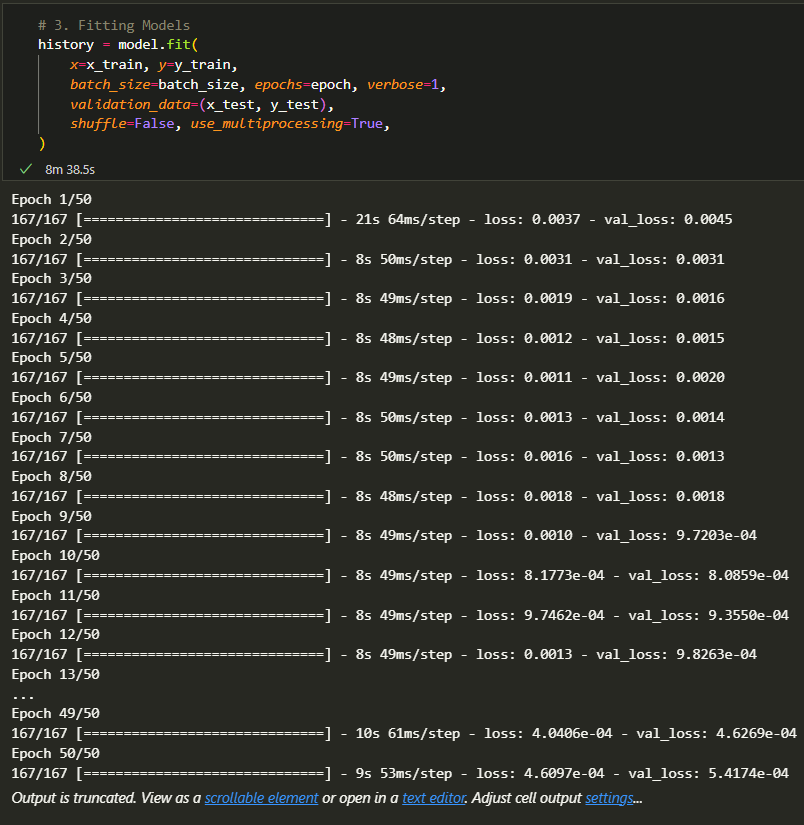 # 3. Fitting Models
history = model.fit(
    x=x_train, y=y_train,
    batch_size=batch_size, epochs=epoch, verbose=1,
    validation_data=(x_test, y_test),
    shuffle=False, use_multiprocessing=True,
)
8m 38.5s
Epoch 1/50
167/167 [==============================] - 21s 64ms/step - loss: 0.0037 - val_loss: 0.0045
Epoch 2/50
167/167 [==============================] - 8s 50ms/step - loss: 0.0031 - val_loss: 0.0031
Epoch 3/50
167/167 [==============================] - 8s 49ms/step - loss: 0.0019 - val_loss: 0.0016
Epoch 4/50
167/167 [==============================] - 8s 48ms/step - loss: 0.0012 - val_loss: 0.0015
Epoch 5/50
167/167 [==============================] - 8s 49ms/step - loss: 0.0011 - val_loss: 0.0020
Epoch 6/50
167/167 [==============================] - 8s 50ms/step - loss: 0.0013 - val_loss: 0.0014
Epoch 7/50
167/167 [==============================] - 8s 50ms/step - loss: 0.0016 - val_loss: 0.0013
Epoch 8/50
167/167 [==============================] - 8s 48ms/step - loss: 0.0018 - val_loss: 0.0018
Epoch 9/50
167/167 [==============================] - 8s 49ms/step - loss: 0.0010 - val_loss: 9.7203e-04
Epoch 10/50
167/167 [==============================] - 8s 49ms/step - loss: 8.1773e-04 - val_loss: 8.0859e-04
Epoch 11/50
167/167 [==============================] - 8s 49ms/step - loss: 9.7462e-04 - val_loss: 9.3550e-04
Epoch 12/50
167/167 [==============================] - 8s 49ms/step - loss: 0.0013 - val_loss: 9.8263e-04
Epoch 13/50
...
Epoch 49/50
167/167 [==============================] - 10s 61ms/step - loss: 4.0406e-04 - val_loss: 4.6269e-04
Epoch 50/50
167/167 [==============================] - 9s 53ms/step - loss: 4.6097e-04 - val_loss: 5.4174e-04
Output is truncated. View as a scrollable element or open in a text editor. Adjust cell output settings...